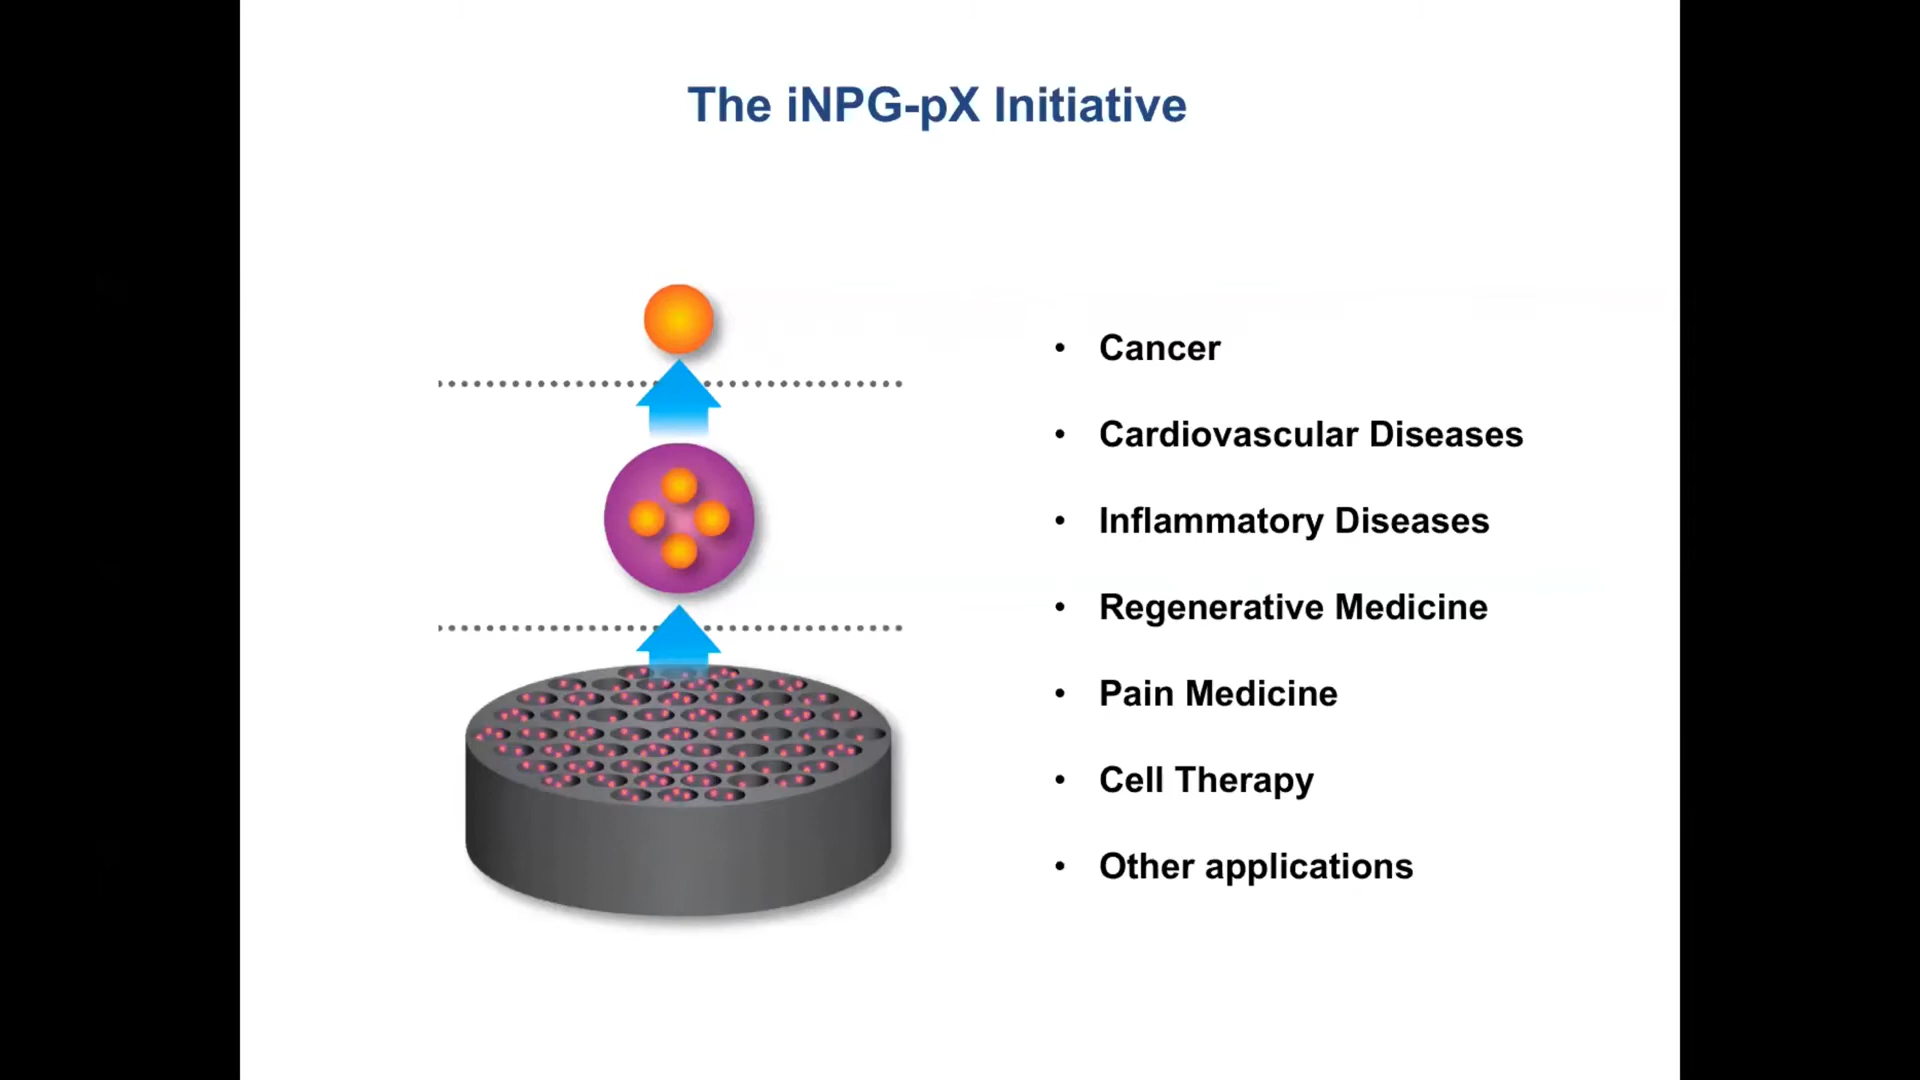 The iNPG-pX Initiative
• Cancer
• Cardiovascular Diseases
• Inflammatory Diseases
• Regenerative Medicine
• Pain Medicine
• Cell Therapy
• Other applications